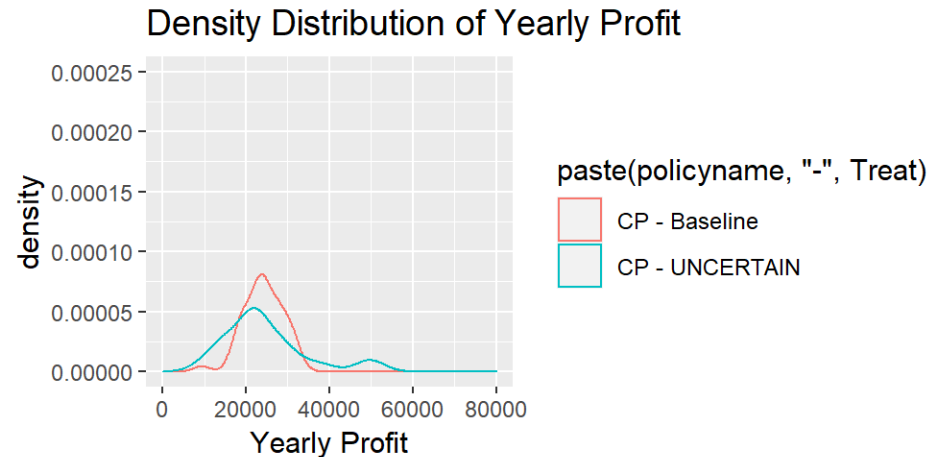 Density Distribution of Yearly Profit
0.00025
0.00020
0.00015
0.00010
0.00005
0.00000
density
0 20000 40000 60000 80000
Yearly Profit
paste(policyname, "-", Treat)
CP - Baseline
CP - UNCERTAIN